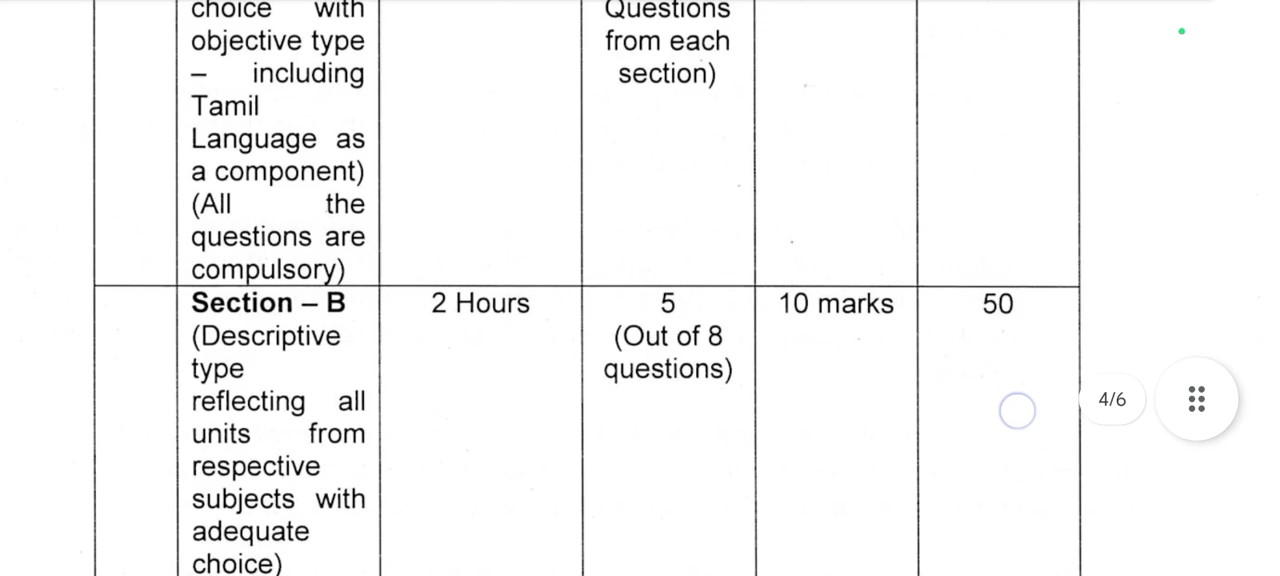 choice with
objective type
– including
Tamil
Language as
a component)
(All the
questions are
compulsory)
Questions
from each
section)
Section – B
(Descriptive
type
reflecting all
units from
respective
subjects with
adequate
choice)
2 Hours
5
(Out of 8
questions)
10 marks
50
4/6